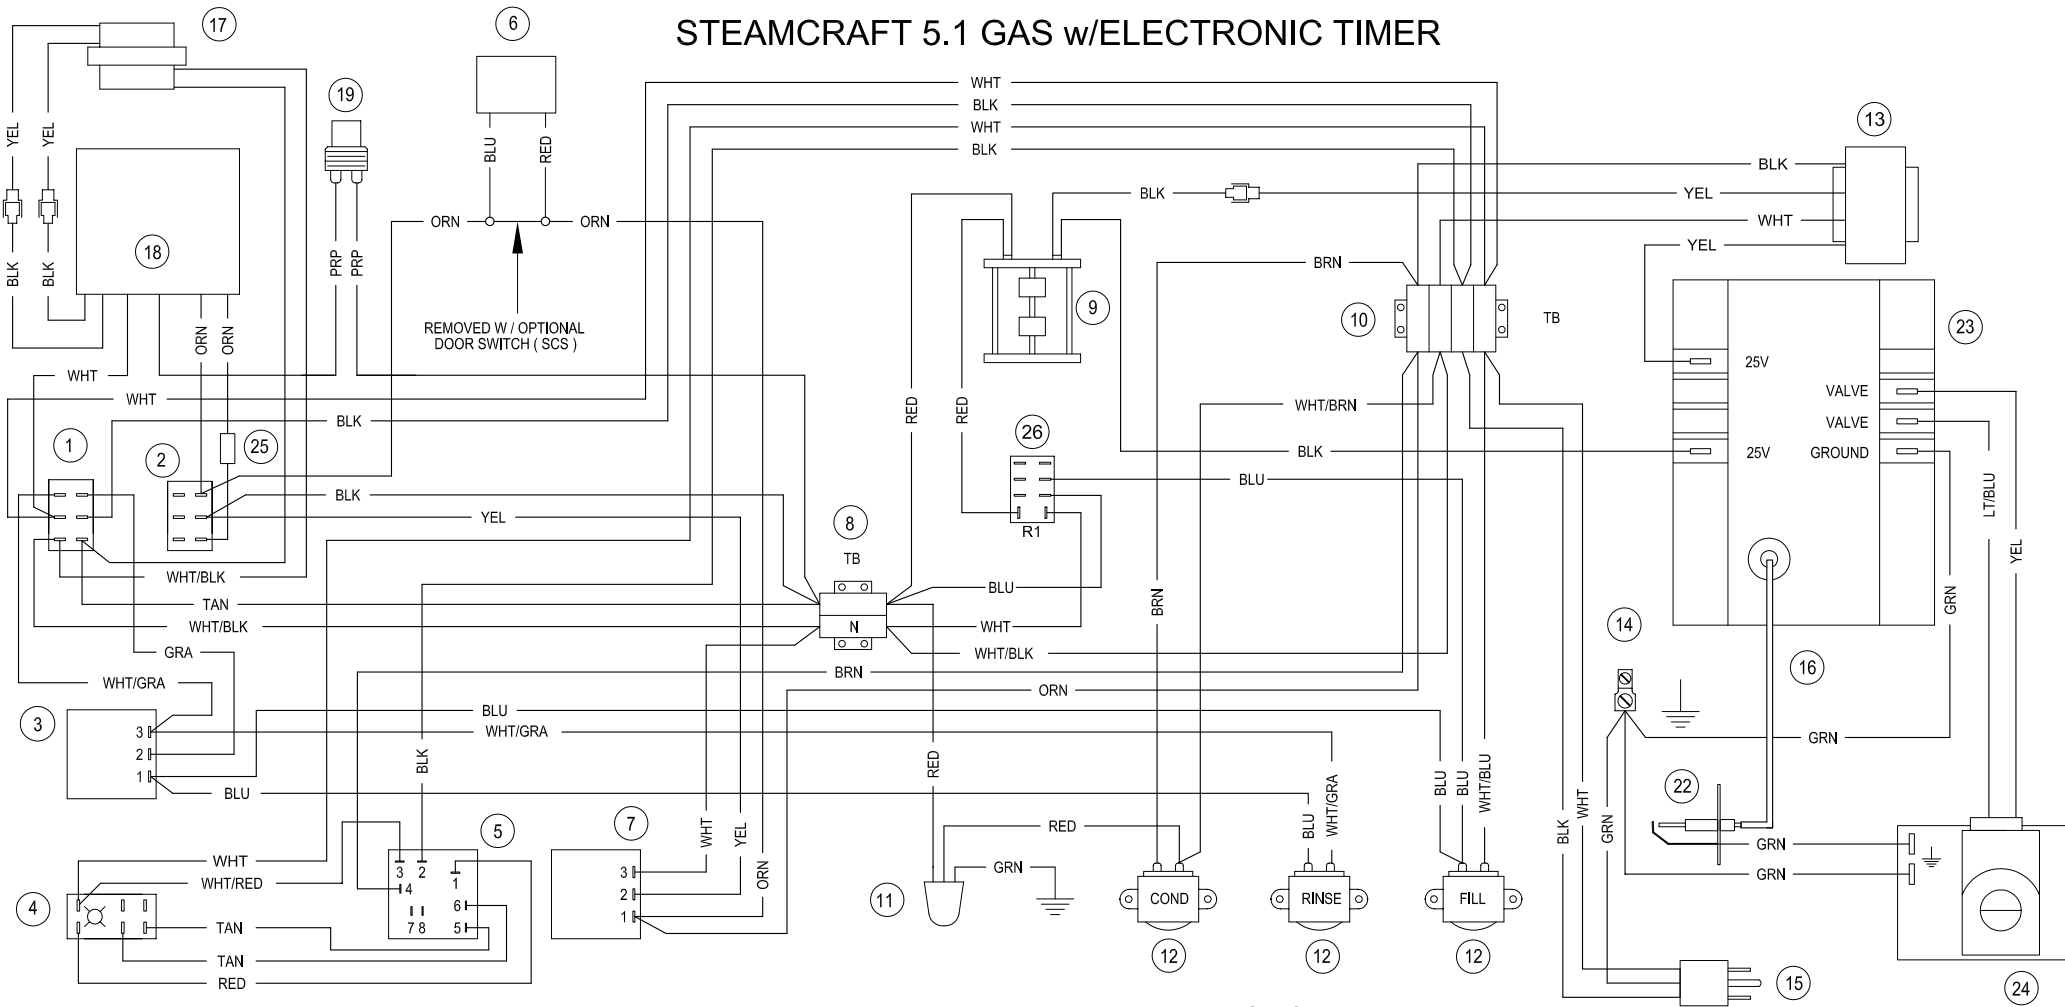 STEAMCRAFT 5.1 GAS w/ELECTRONIC TIMER
17
6
19
13
WHT
BLK
WHT
BLK
BLK
YEL
WHT
YEL
BLK
YEL
YEL
BLU
RED
ORN
ORN
18
PRP
PRP
BLK
BLK
REMOVED W / OPTIONAL
DOOR SWITCH ( SCS )
BRN
9
10
TB
23
ORN
ORN
WHT
WHT
BLK
25V
VALVE
VALVE
25V
GROUND
RED
RED
WHT/BRN
1
2
25
26
BLK
BLU
BLK
YEL
8
TB
R1
LT/BLU
YEL
WHT/BLK
TAN
WHT/BLK
GRA
N
BLU
WHT
WHT/BLK
BRN
GRN
14
16
WHT/GRA
BRN
ORN
3
3
2
1
BLU
WHT/GRA
BLU
BLK
RED
GRN
BLU
BLU
WHT/BLU
22
5
7
WHT
YEL
ORN
RED
BLU
WHT/GRA
BLK
WHT
GRN
GRN
GRN
WHT
WHT/RED
4
TAN
TAN
RED
3
2
1
4
6
7 8
5
3
2
1
11
GRN
COND
RINSE
FILL
12
12
12
15
24